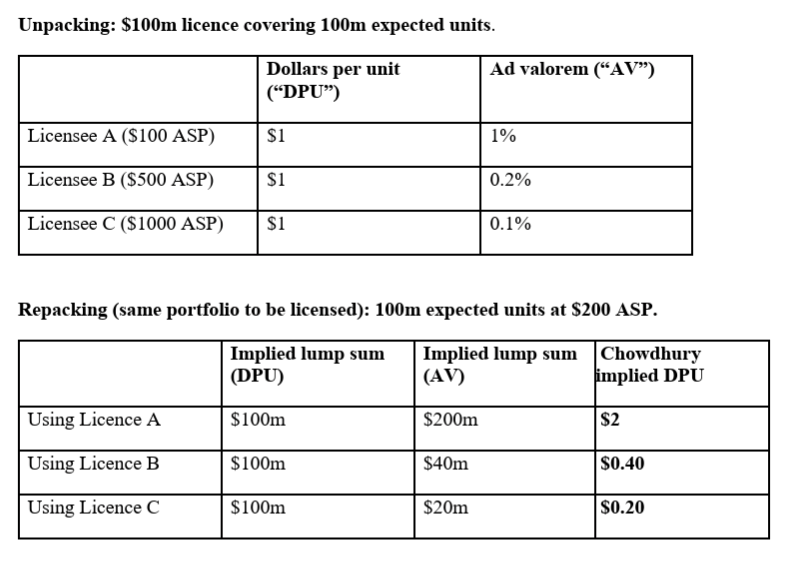 Unpacking: $100m licence covering 100m expected units.
Dollars per unit Ad valorem (“AV”)
(“DPU”)
Licensee A ($100 ASP) $1 1%
Licensee B ($500 ASP) $1 0.2%
Licensee C ($1000 ASP) $1 0.1%
Repacking (same portfolio to be licensed): 100m expected units at $200 ASP.
Implied lump sum Implied lump sum Chowdhury
(DPU) (AV) implied DPU
Using Licence A $100m $200m $2
Using Licence B $100m $40m $0.40
Using Licence C $100m $20m $0.20